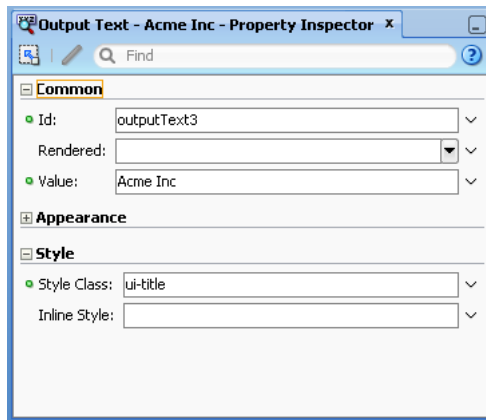 Output Text - Acme Inc - Property Inspector x
Find
Common
Id: outputText3
Rendered:
Value: Acme Inc
Appearance
Style
Style Class: ui-title
Inline Style: